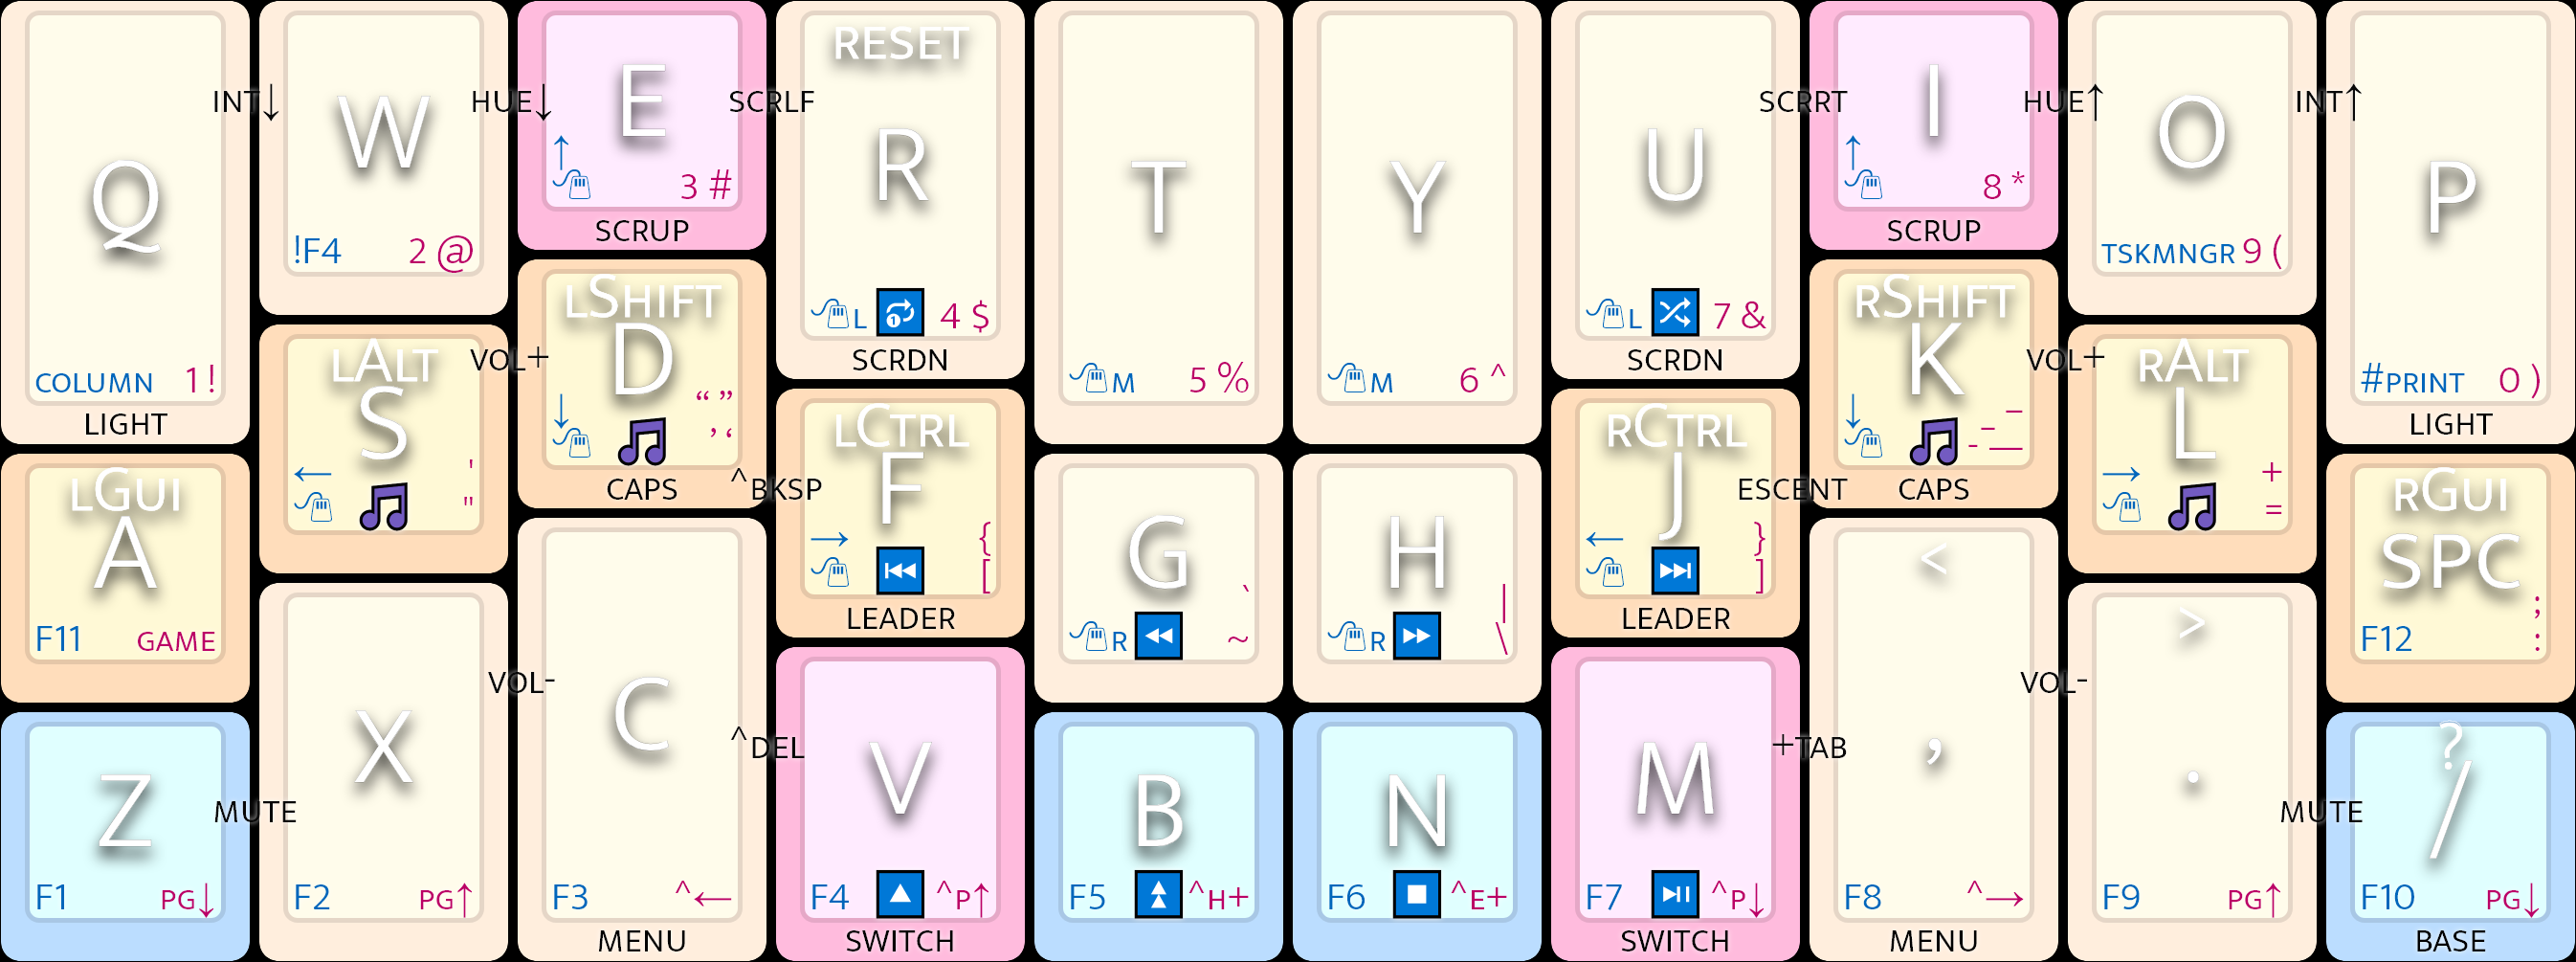 Q
COLUMN 1 !
LIGHT
INT↓
W
!F4 2 @
HUE↓
E
↑
3 #
SCRUP
SCRLF
RESET
R
L 4 $
SCRDN
T
M 5 %
Y
M 6 ^
U
L 7 &
SCRDN
SCRRT
I
↑
8 *
SCRUP
HUE↑
O
TSKMNGR 9 (
INT↑
P
#PRINT 0 )
LIGHT
LGUI
A
F11 GAME
LALT
S
← '
"
VOL+
LSHIFT
D
↓ “ ”
’ ‘
CAPS
^BKSP
LCTRL
F
→ {
[
LEADER
G
\`
R ~
H
|
R \
RCTRL
J
← }
]
LEADER
ESCENT
RSHIFT
K
↓ _
- – —
CAPS
VOL+
RALT
L
→ +
=
RGUI
SPC
;
F12 :
Z
F1 PG↓
MUTE
X
F2 PG↑
VOL-
C
F3 ^←
MENU
^DEL
V
F4 ^P↑
SWITCH
B
F5 ^H+
N
F6 ^E+
M
F7 ^P↓
SWITCH
+TAB
<
,
F8 ^→
MENU
VOL-
>
.
F9 PG↑
MUTE
?
/
F10 PG↓
BASE